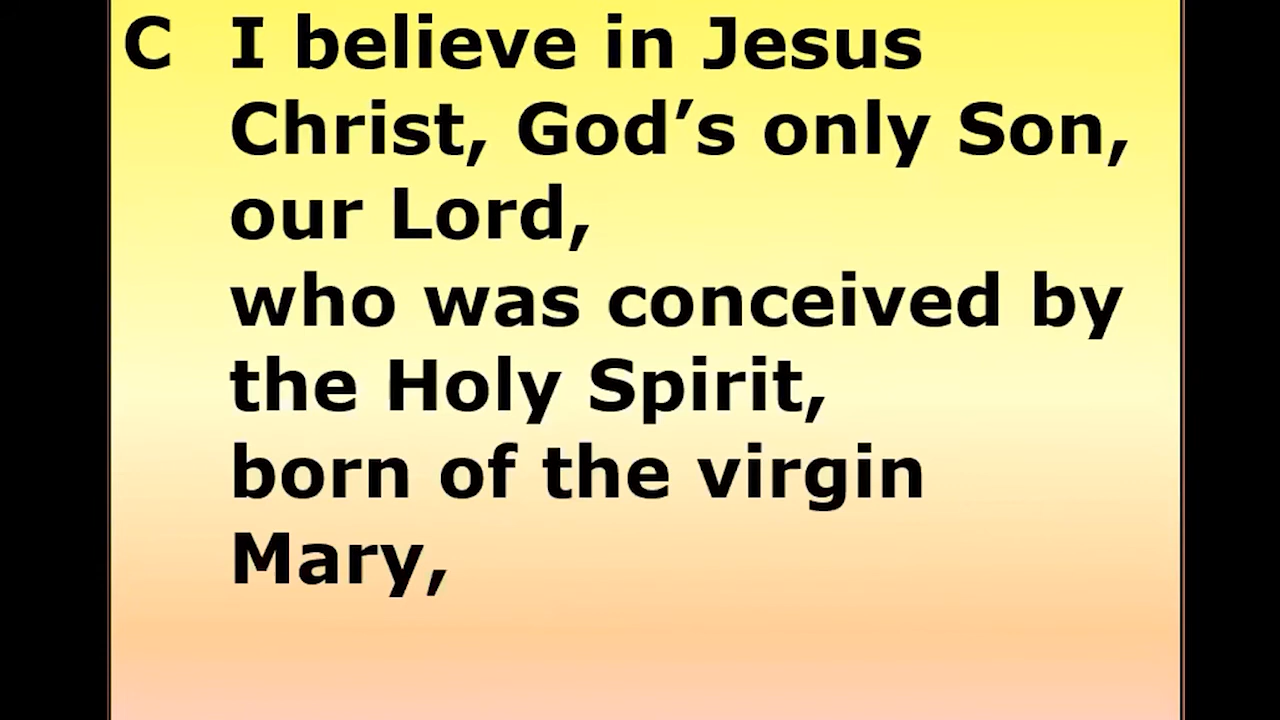 C I believe in Jesus
Christ, God’s only Son,
our Lord,
who was conceived by
the Holy Spirit,
born of the virgin
Mary,